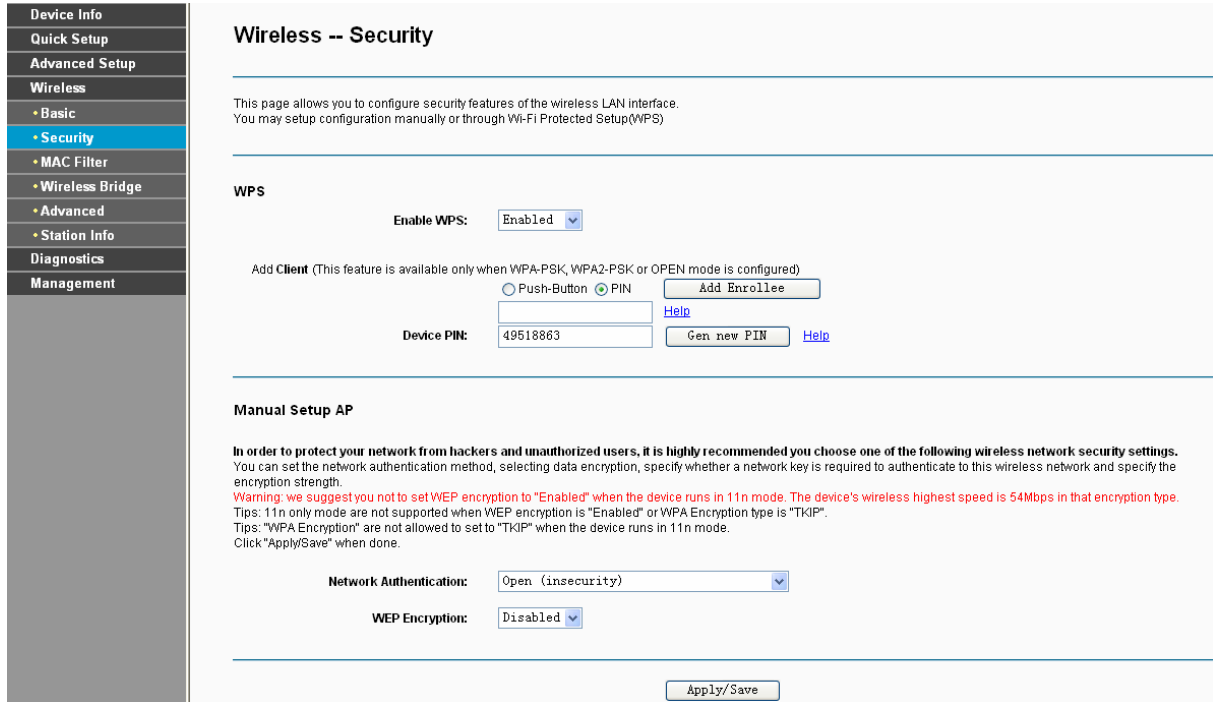 Device Info
Quick Setup
Advanced Setup
Wireless
• Basic
• Security
• MAC Filter
• Wireless Bridge
• Advanced
• Station Info
Diagnostics
Management
Wireless -- Security
This page allows you to configure security features of the wireless LAN interface.
You may setup configuration manually or through Wi-Fi Protected Setup(WPS)
WPS
Enable WPS: Enabled
Add Client (This feature is available only when WPA-PSK, WPA2-PSK or OPEN mode is configured)
Push-Button PIN Add Enrollee
Help
Device PIN: 49518863 Gen new PIN Help
Manual Setup AP
In order to protect your network from hackers and unauthorized users, it is highly recommended you choose one of the following wireless network security settings.
You can set the network authentication method, selecting data encryption, specify whether a network key is required to authenticate to this wireless network and specify the
encryption strength.
Warning: we suggest you not to set WEP encryption to "Enabled" when the device runs in 11n mode. The device's wireless highest speed is 54Mbps in that encryption type.
Tips: 11n only mode are not supported when WEP encryption is "Enabled" or WPA Encryption type is "TKIP".
Tips: "WPA Encryption" are not allowed to set to "TKIP" when the device runs in 11n mode.
Click "Apply/Save" when done.
Network Authentication: Open (insecurity)
WEP Encryption: Disabled
Apply/Save